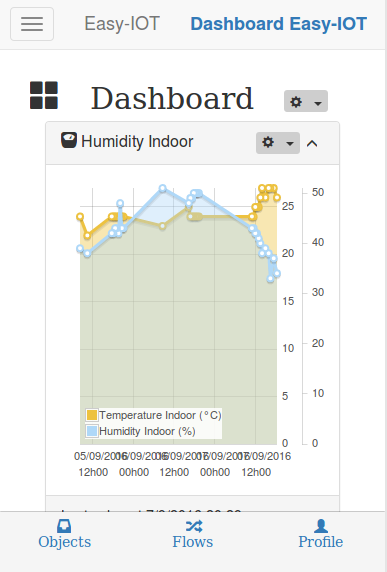 Easy-IOT Dashboard Easy-IOT
Dashboard
Humidity Indoor
25 50
20 40
15 30
10 20
5 10
0 0
Temperature Indoor (°C)
Humidity Indoor (%)
05/09/2016 06/09/2016 06/09/2016 07/09/2016 07/09/2016
12h00 00h00 12h00 00h00 12h00
Objects Flows Profile